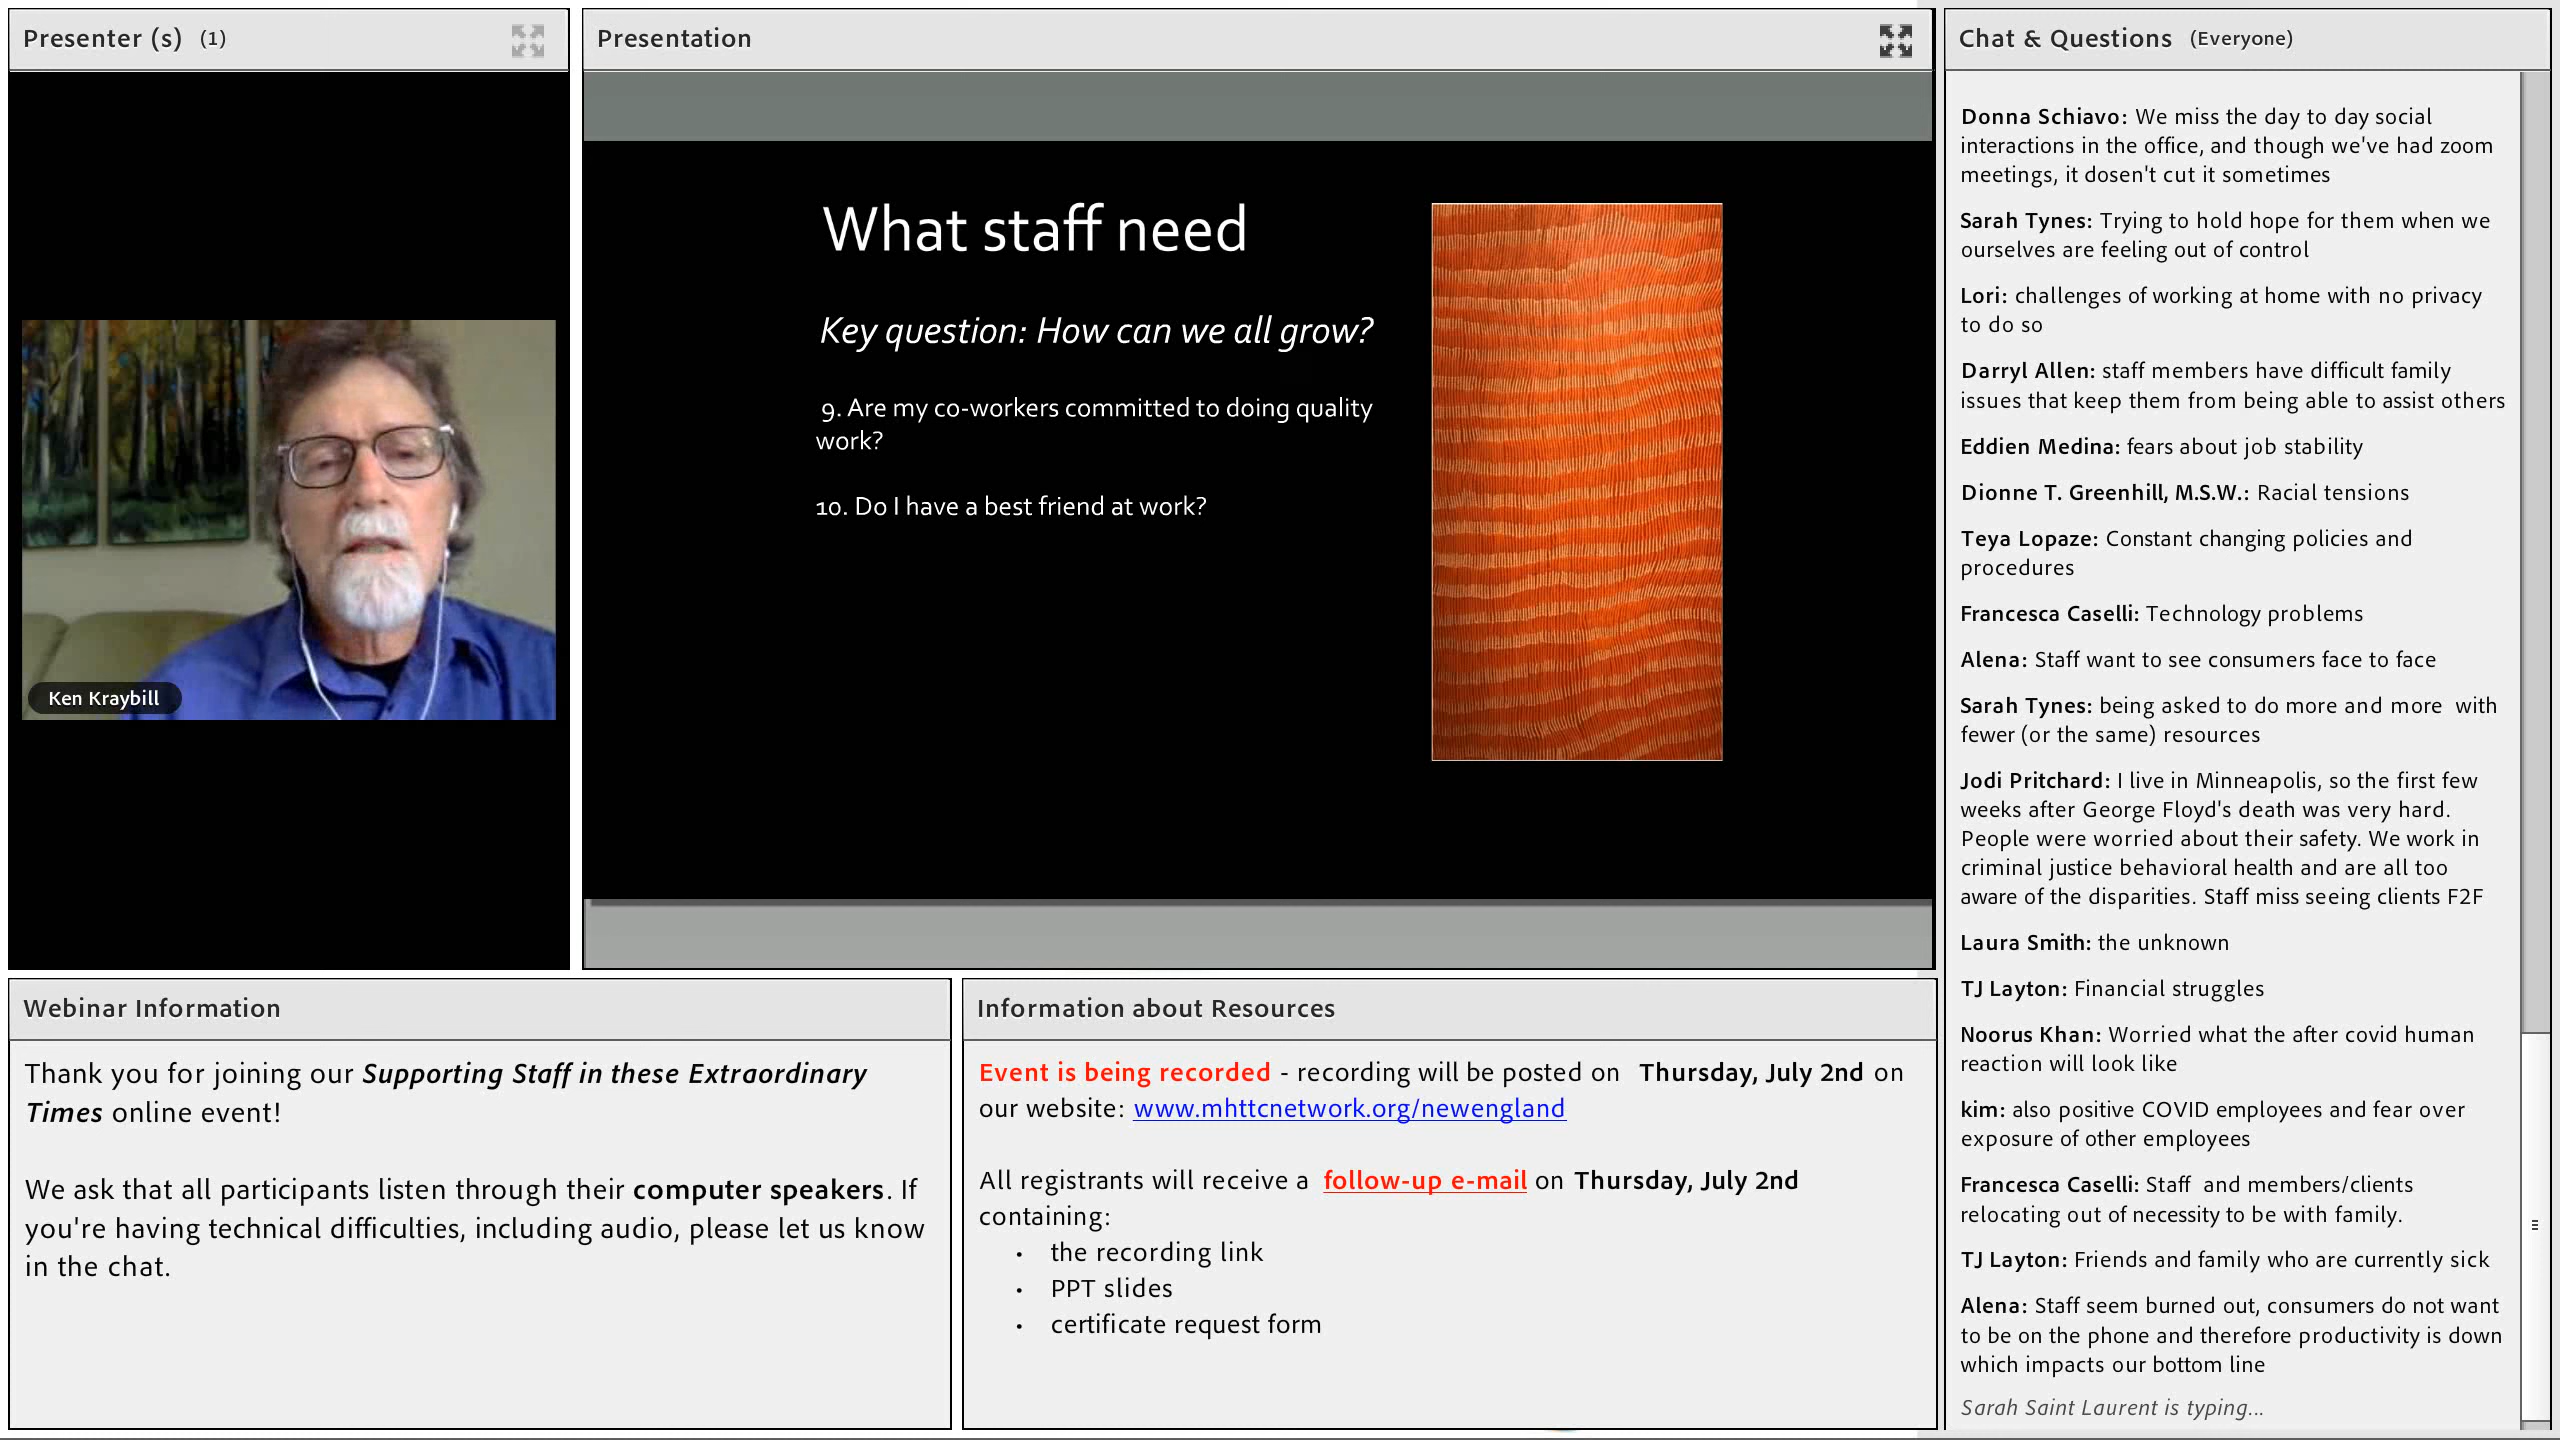 Presenter (s) (1)
Ken Kraybill
Presentation
What staff need
Key question: How can we all grow?
9. Are my co-workers committed to doing quality
work?
10. Do I have a best friend at work?
Webinar Information
Thank you for joining our Supporting Staff in these Extraordinary
Times online event!
We ask that all participants listen through their computer speakers. If
you're having technical difficulties, including audio, please let us know
in the chat.
Information about Resources
Event is being recorded - recording will be posted on Thursday, July 2nd on
our website: www.mhttcnetwork.org/newengland
All registrants will receive a follow-up e-mail on Thursday, July 2nd
containing:
• the recording link
• PPT slides
• certificate request form
Chat & Questions (Everyone)
Donna Schiavo: We miss the day to day social
interactions in the office, and though we've had zoom
meetings, it dosen't cut it sometimes
Sarah Tynes: Trying to hold hope for them when we
ourselves are feeling out of control
Lori: challenges of working at home with no privacy
to do so
Darryl Allen: staff members have difficult family
issues that keep them from being able to assist others
Eddien Medina: fears about job stability
Dionne T. Greenhill, M.S.W.: Racial tensions
Teya Lopaze: Constant changing policies and
procedures
Francesca Caselli: Technology problems
Alena: Staff want to see consumers face to face
Sarah Tynes: being asked to do more and more with
fewer (or the same) resources
Jodi Pritchard: I live in Minneapolis, so the first few
weeks after George Floyd's death was very hard.
People were worried about their safety. We work in
criminal justice behavioral health and are all too
aware of the disparities. Staff miss seeing clients F2F
Laura Smith: the unknown
TJ Layton: Financial struggles
Noorus Khan: Worried what the after covid human
reaction will look like
kim: also positive COVID employees and fear over
exposure of other employees
Francesca Caselli: Staff and members/clients
relocating out of necessity to be with family.
TJ Layton: Friends and family who are currently sick
Alena: Staff seem burned out, consumers do not want
to be on the phone and therefore productivity is down
which impacts our bottom line
Sarah Saint Laurent is typing...